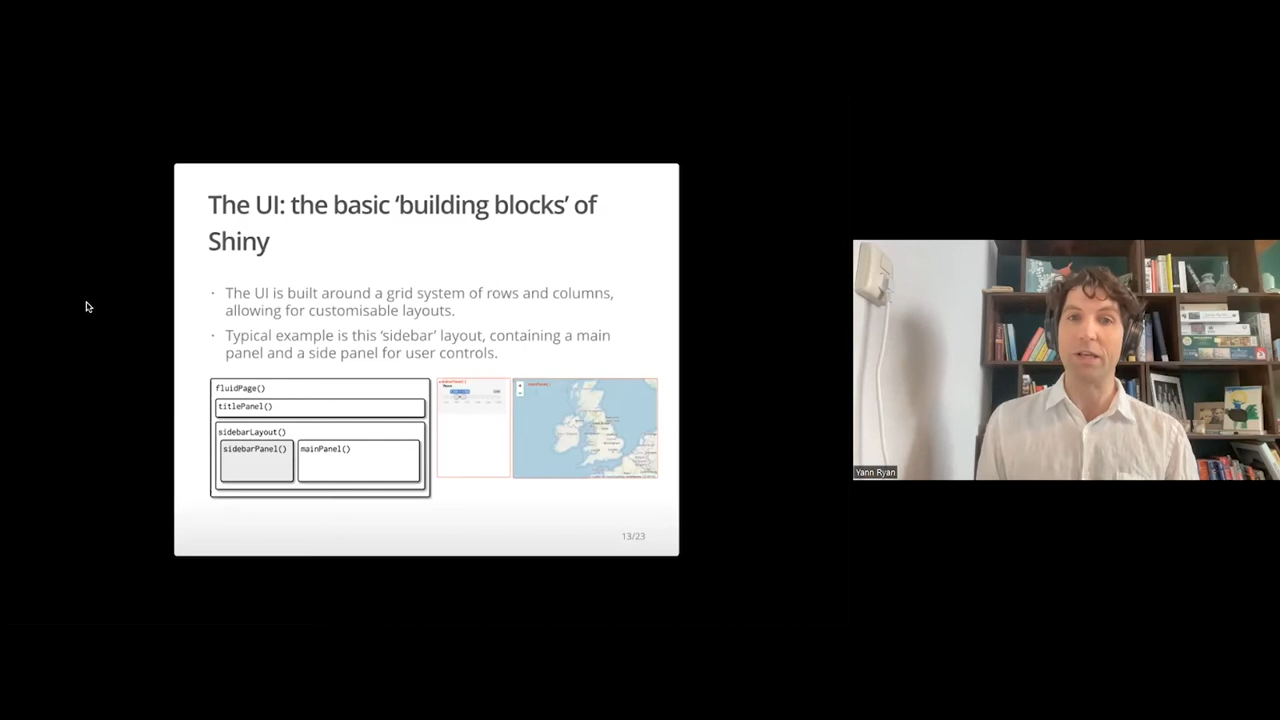 The UI: the basic ‘building blocks’ of
Shiny
· The UI is built around a grid system of rows and columns,
allowing for customisable layouts.
· Typical example is this ‘sidebar’ layout, containing a main
panel and a side panel for user controls.
fluidPage()
titlePanel()
sidebarLayout()
sidebarPanel()
mainPanel()
mainPanel()
13/23
Yann Ryan